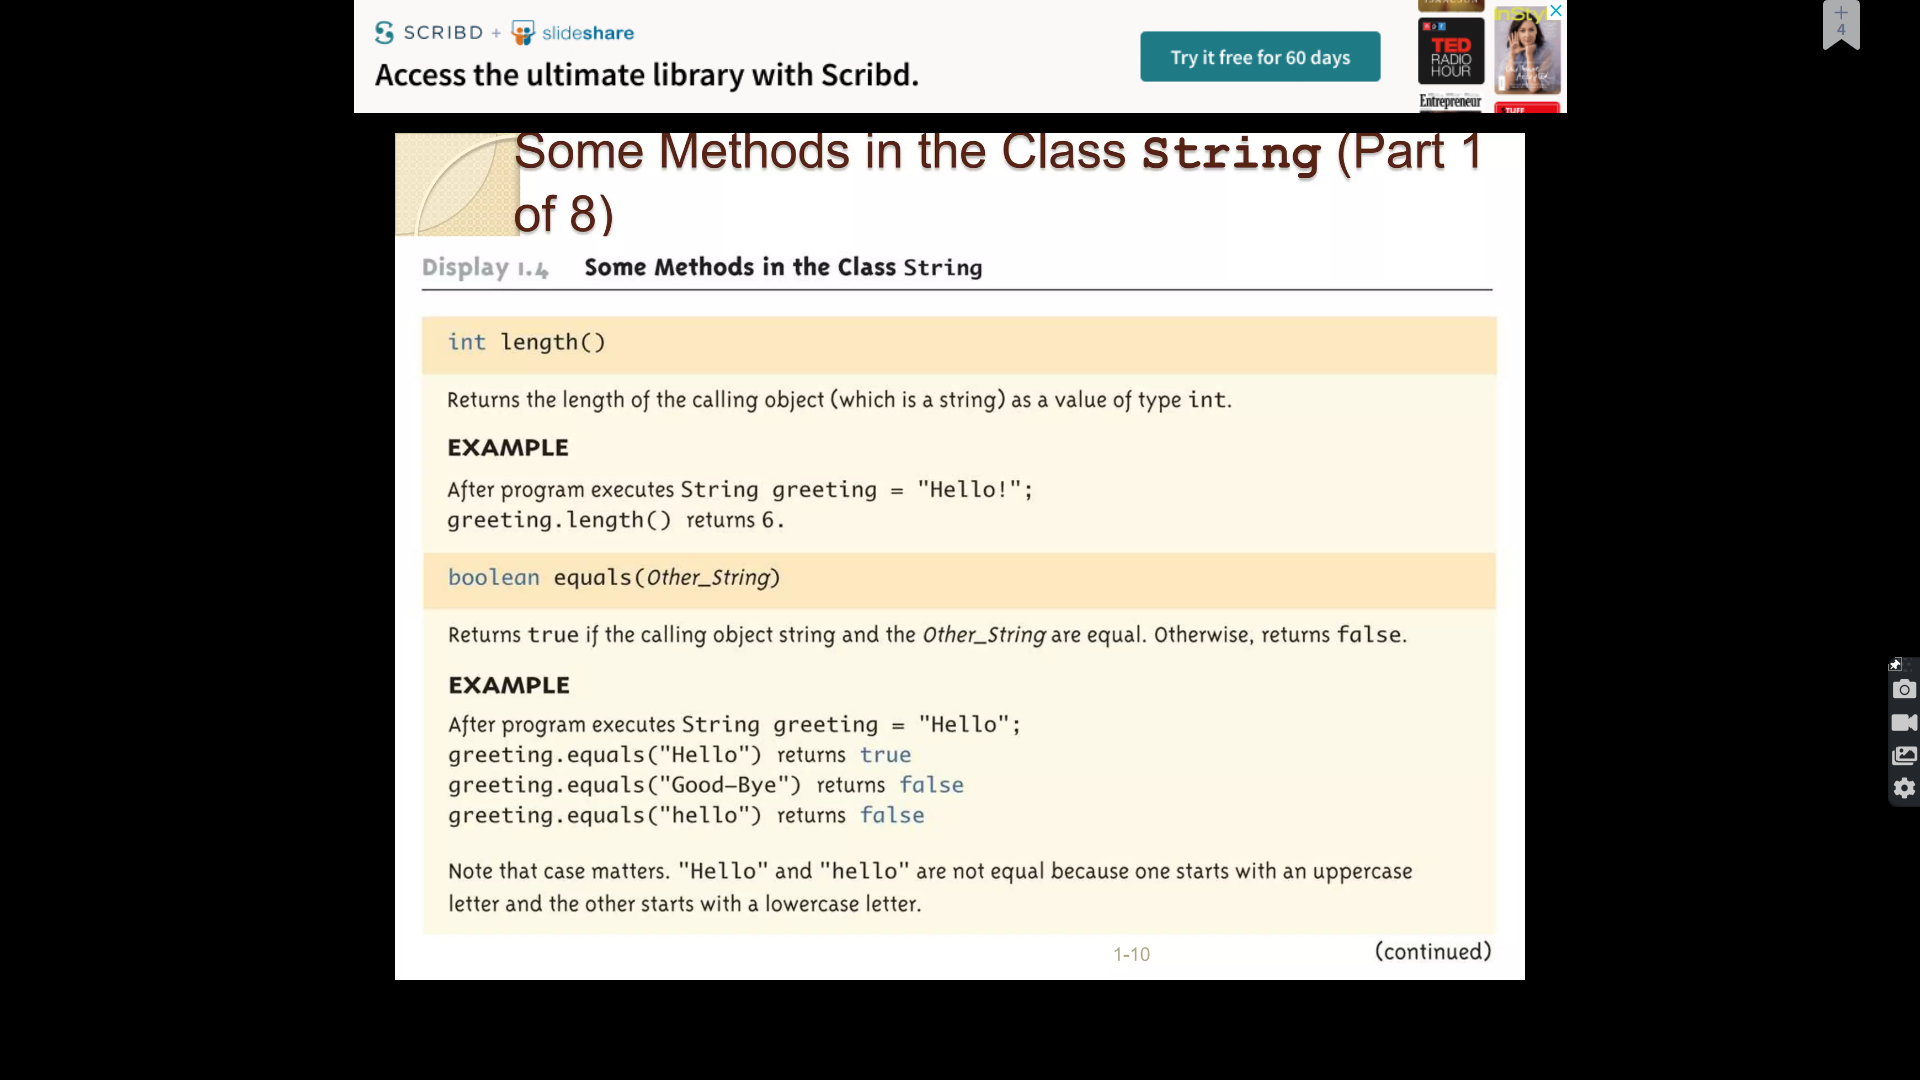 SCRIBD + slideshare
Access the ultimate library with Scribd.
Try it free for 60 days
TED
RADIO
HOUR
Entrepreneur
InStyl
+
4
Some Methods in the Class String (Part 1
of 8)
Display 1.4 Some Methods in the Class String
int length()
Returns the length of the calling object (which is a string) as a value of type int.
EXAMPLE
After program executes String greeting = "Hello!";
greeting.length() returns 6.
boolean equals(Other_String)
Returns true if the calling object string and the Other_String are equal. Otherwise, returns false.
EXAMPLE
After program executes String greeting = "Hello";
greeting.equals("Hello") returns true
greeting.equals("Good–Bye") returns false
greeting.equals("hello") returns false
Note that case matters. "Hello" and "hello" are not equal because one starts with an uppercase
letter and the other starts with a lowercase letter.
1-10
(continued)